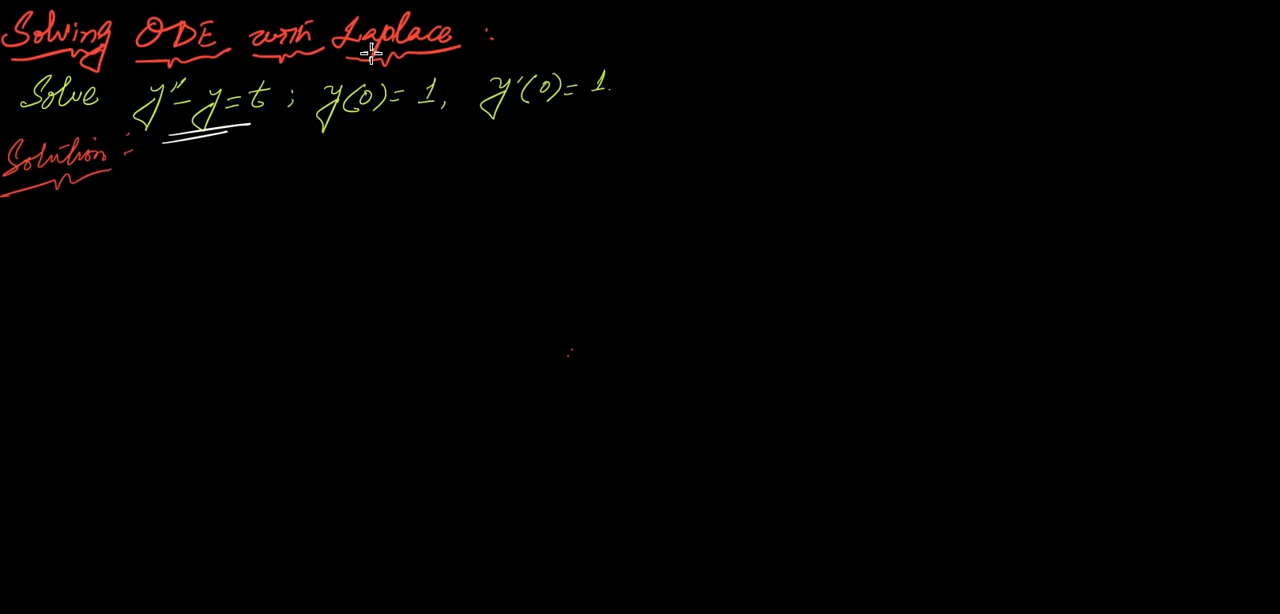 Solving ODE with Laplace :
Solve y'' - y = t ; y(0) = 1, y'(0) = 1.
Solution :